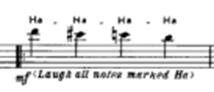 Ha - Ha - Ha - Ha
mf (Laugh all notes marked Ha)